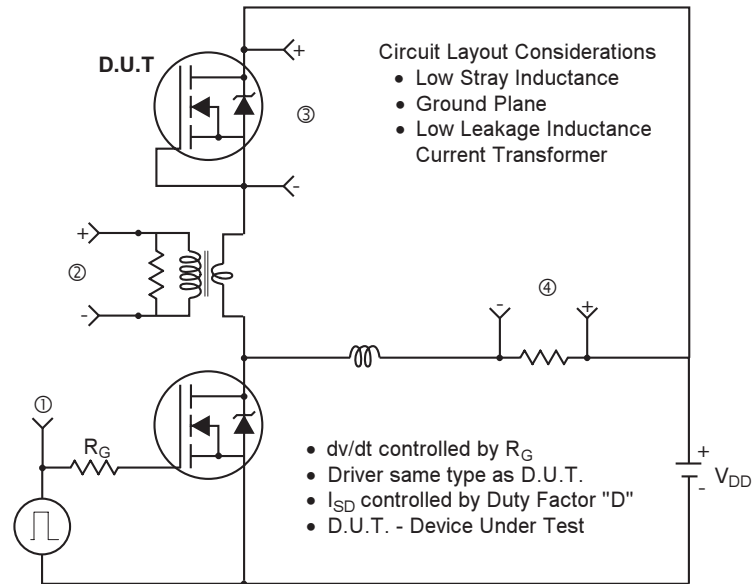 D.U.T
+
③
-
Circuit Layout Considerations
• Low Stray Inductance
• Ground Plane
• Low Leakage Inductance
Current Transformer
+
②
-
④
-
+
①
R_G
• dv/dt controlled by R_G
• Driver same type as D.U.T.
• I_SD controlled by Duty Factor "D"
• D.U.T. - Device Under Test
+
-
V_DD